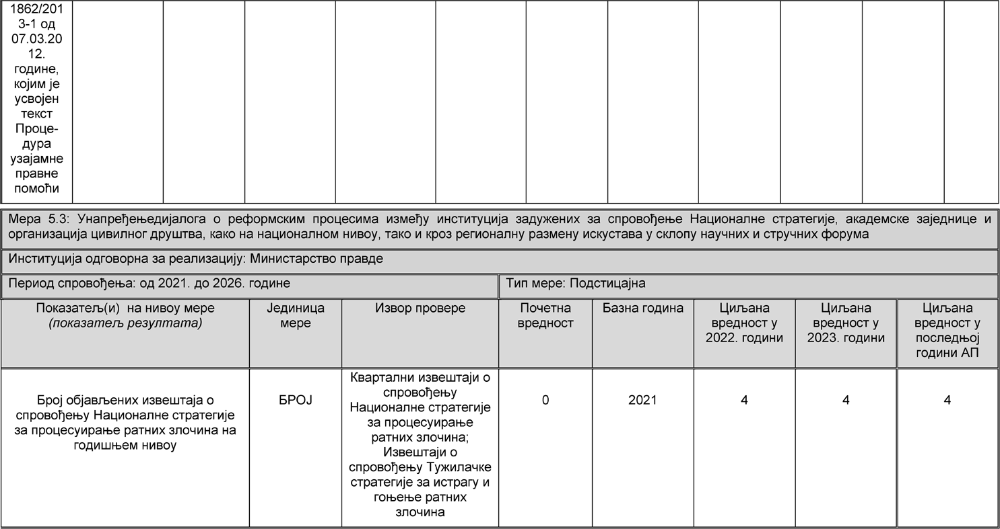 1862/201
3-1 од
07.03.20
12.
године,
којим је
усвојен
текст
Проце-
дура
узајамне
правне
помоћи
Мера 5.3: Унапређењедијалога о реформским процесима између институција задужених за спровођење Националне стратегије, академске заједнице и
организација цивилног друштва, како на националном нивоу, тако и кроз регионалну размену искустава у склопу научних и стручних форума
Институција одговорна за реализацију: Министарство правде
Период спровођења: од 2021. до 2026. године
Тип мере: Подстицајна
Показатељ(и) на нивоу мере
(показатељ резултата)
Јединица
мере
Извор провере
Почетна
вредност
Базна година
Циљана
вредност у
2022. години
Циљана
вредност у
2023. години
Циљана
вредност у
последњој
години АП
Број објављених извештаја о
спровођењу Националне стратегије
за процесуирање ратних злочина на
годишњем нивоу
БРОЈ
Квартални извештаји о
спровођењу
Националне стратегије
за процесуирање
ратних злочина;
Извештаји о
спровођењу Тужилачке
стратегије за истрагу и
гоњење ратних
злочина
0
2021
4
4
4